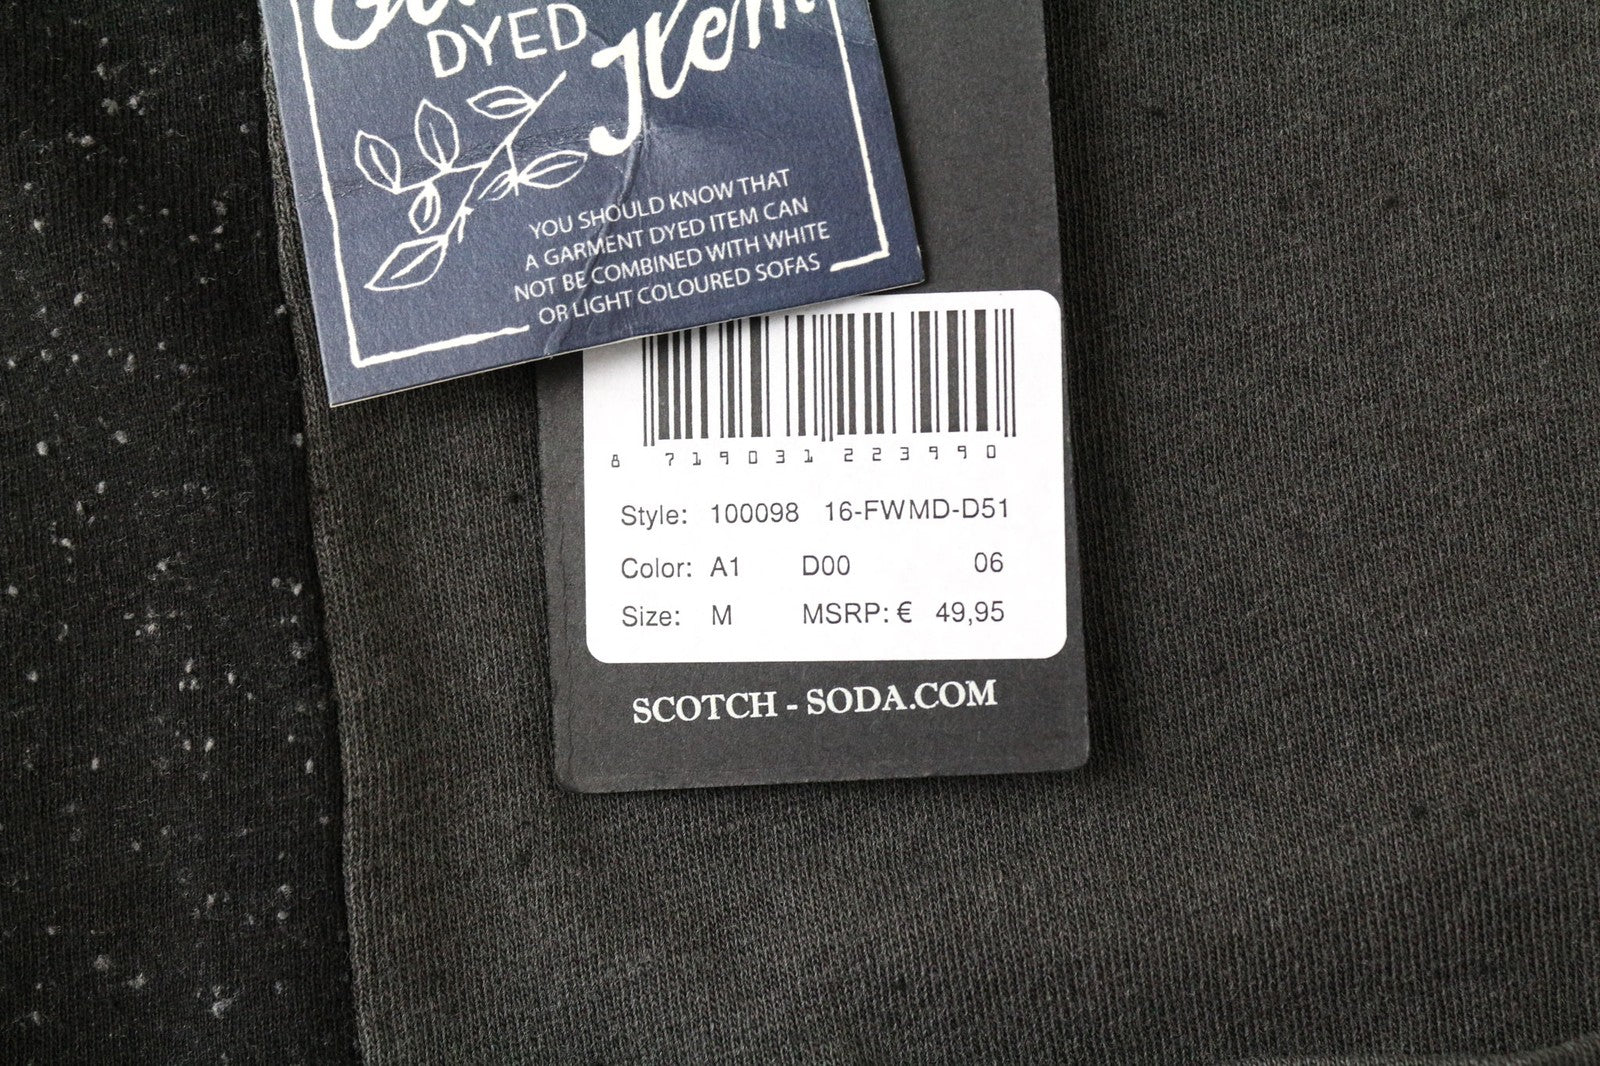 DYED
Item
YOU SHOULD KNOW THAT
A GARMENT DYED ITEM CAN
NOT BE COMBINED WITH WHITE
OR LIGHT COLOURED SOFAS
8 719031 223990
Style: 100098 16-FWMD-D51
Color: A1 D00 06
Size: M MSRP: € 49,95
SCOTCH - SODA.COM